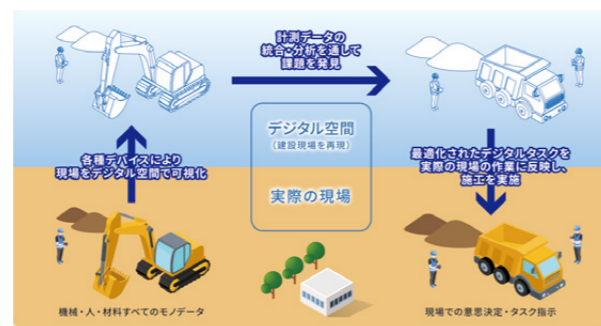 計測データの
統合・分析を通して
課題を発見
デジタル空間
(建設現場を再現)
各種デバイスにより
現場をデジタル空間で可視化
最適化されたデジタルタスクを
実際の現場の作業に反映し、
施工を実施
実際の現場
機械・人・材料すべてのモノデータ
現場での意思決定・タスク指示